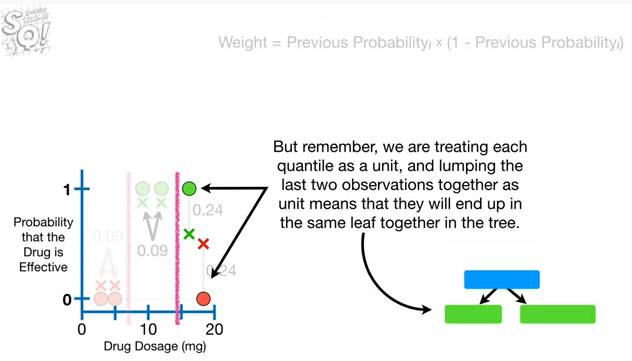 SQ!
Weight = Previous Probabilityᵢ × (1 - Previous Probabilityᵢ)
But remember, we are treating each
quantile as a unit, and lumping the
last two observations together as
unit means that they will end up in
the same leaf together in the tree.
Probability
that the
Drug is
Effective
1
0
0.09
0.09
0.24
0.24
0
10
20
Drug Dosage (mg)